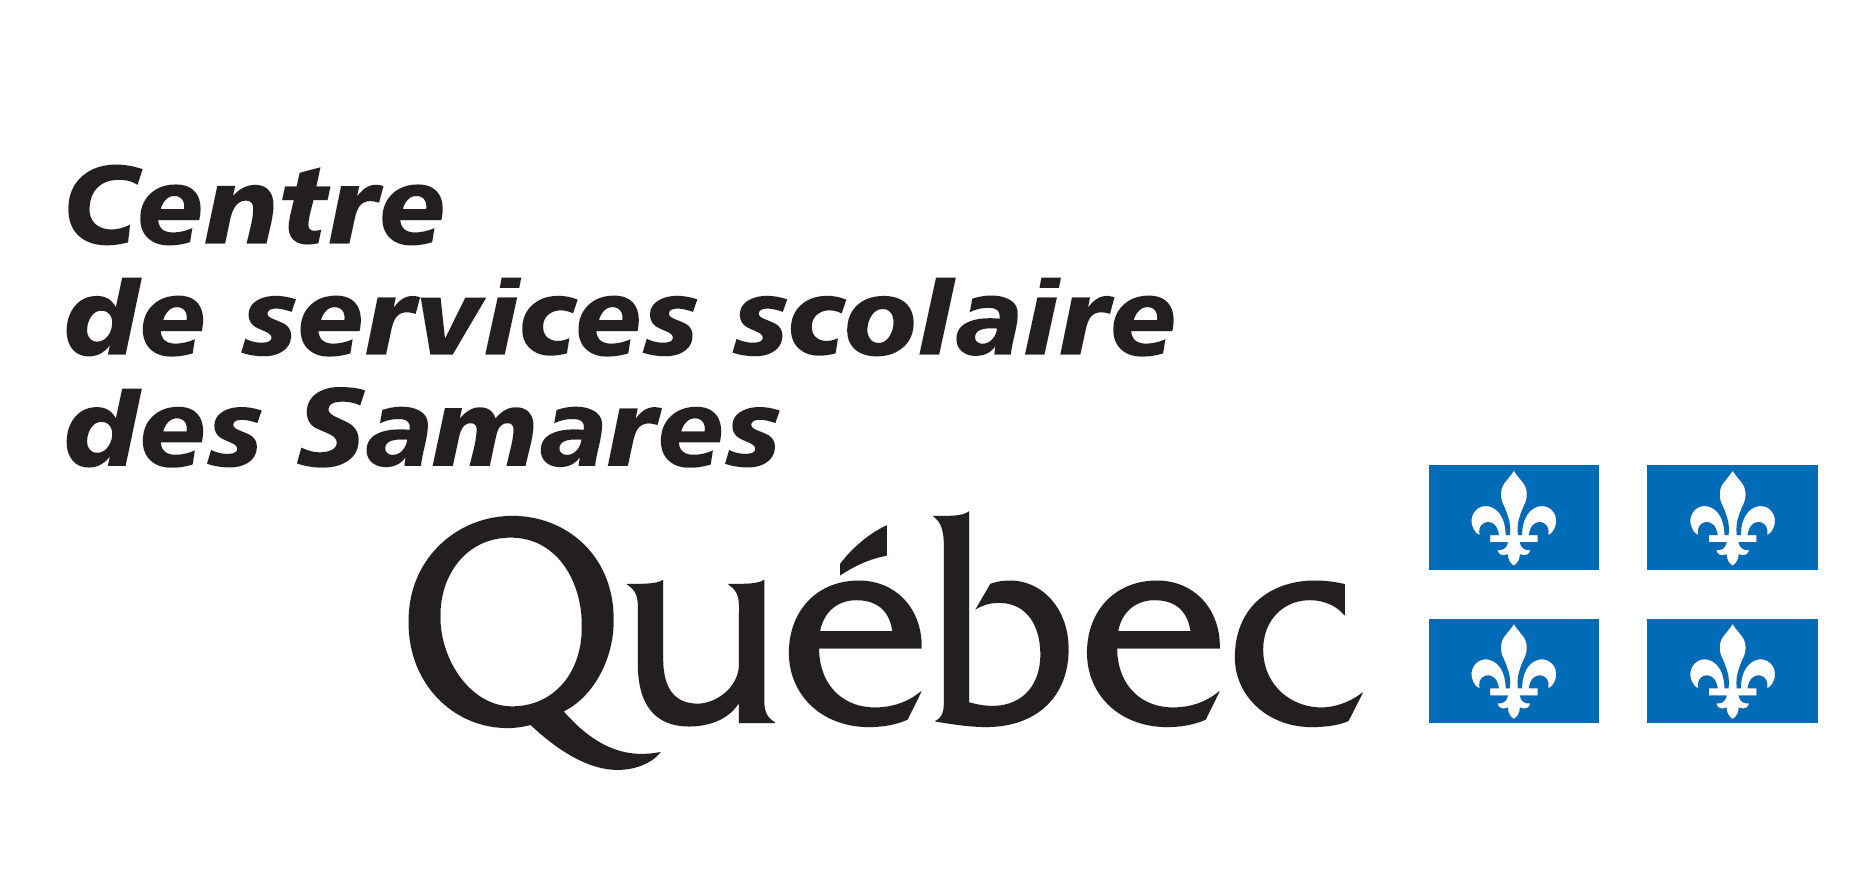 Centre
de services scolaire
des Samares
Québec